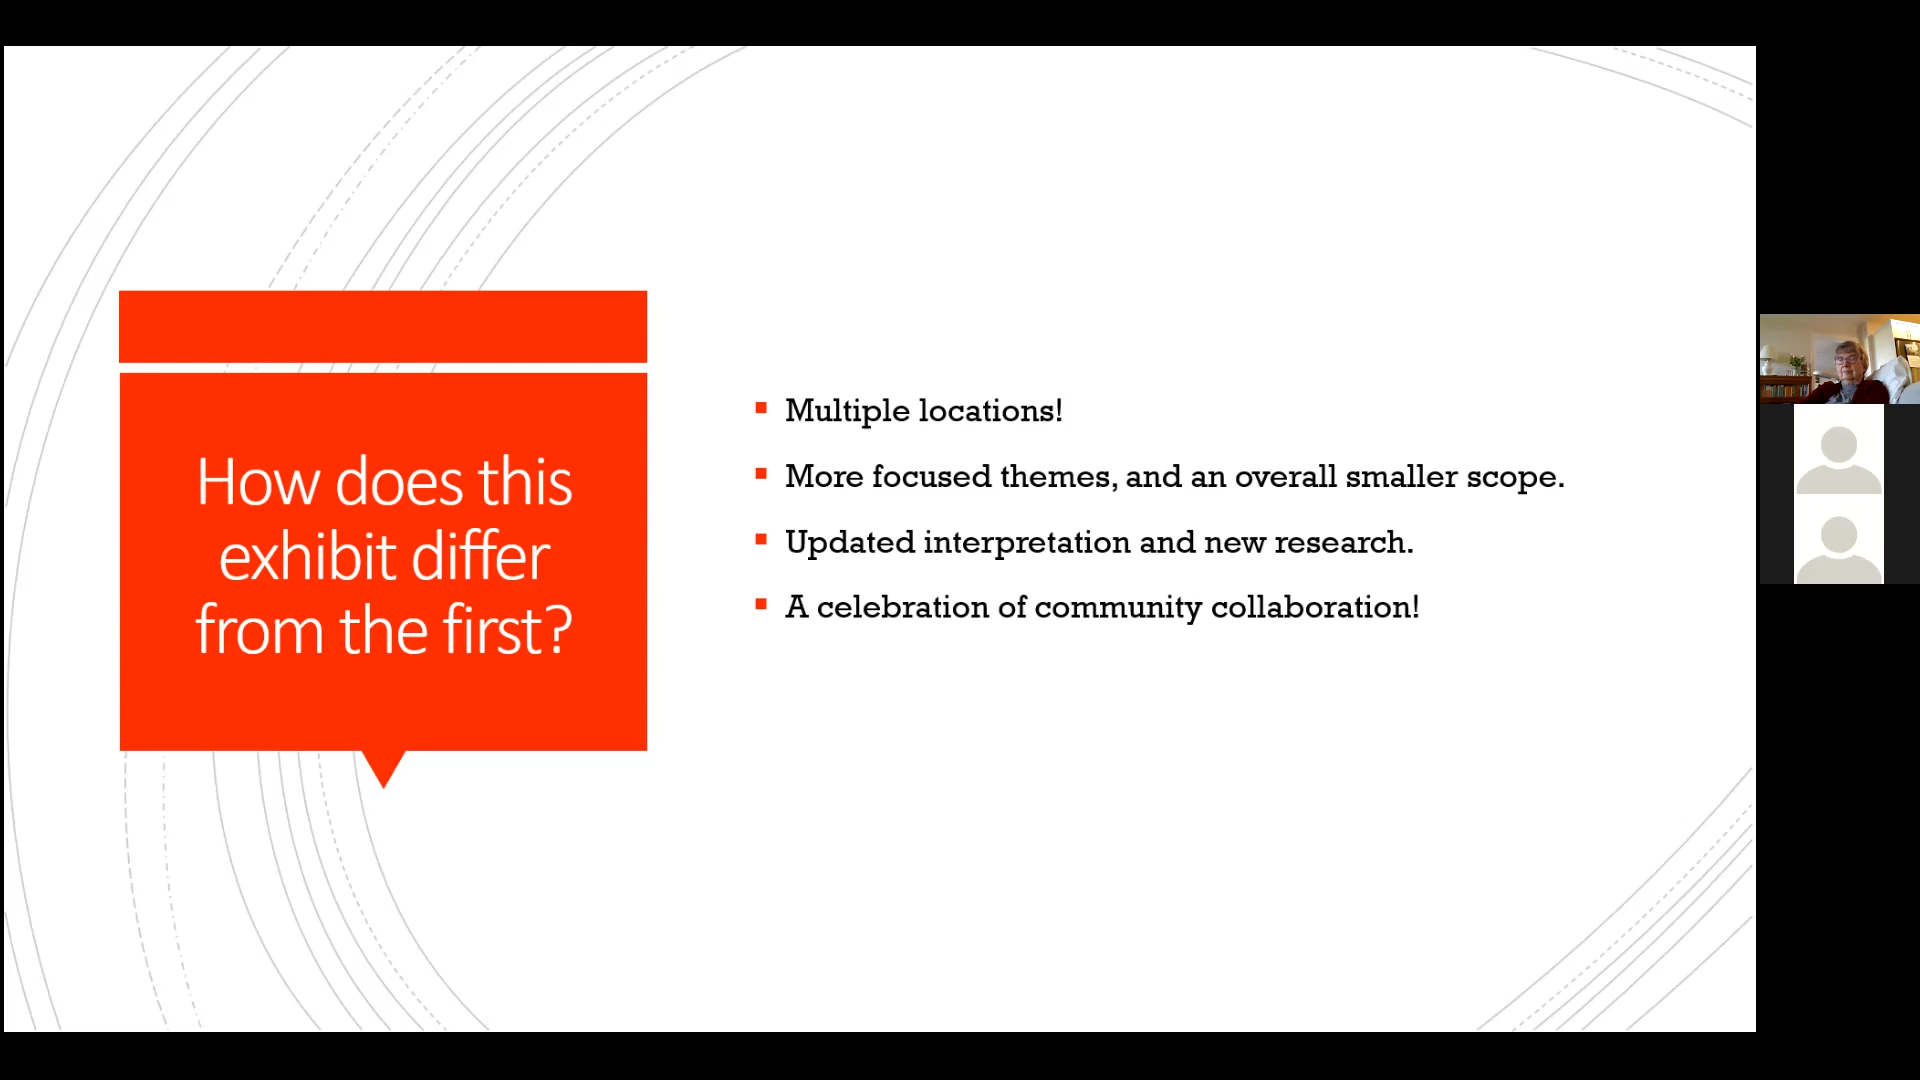 How does this
exhibit differ
from the first?
Multiple locations!
More focused themes, and an overall smaller scope.
Updated interpretation and new research.
A celebration of community collaboration!